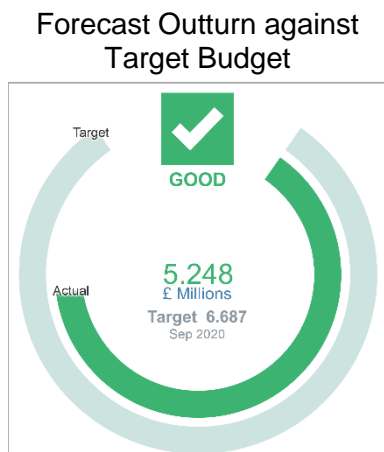 Forecast Outturn against
Target Budget
Target
GOOD
5.248
Actual
£ Millions
Target 6.687
Sep 2020